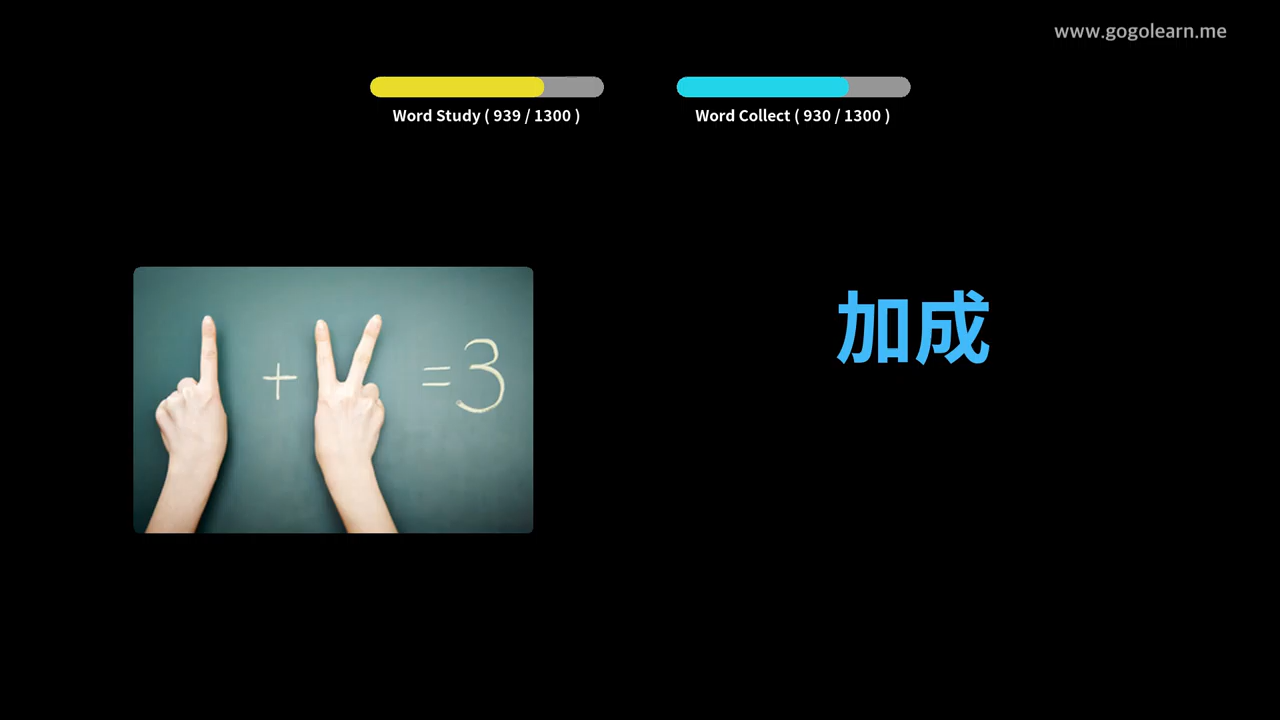 www.gogolearn.me
Word Study ( 939 / 1300 )
Word Collect ( 930 / 1300 )
+ =3
加成